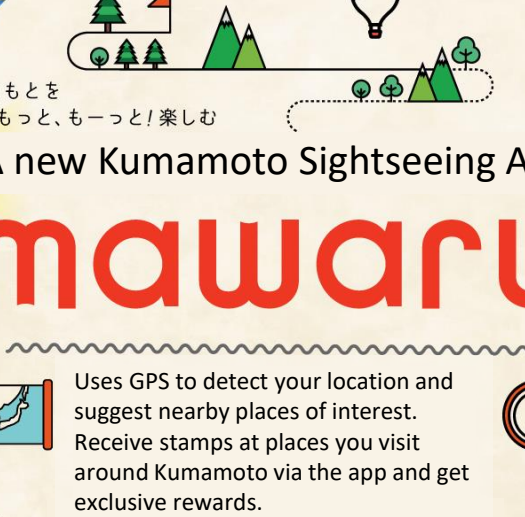 もとを
もっと、もーっと!楽しむ
new Kumamoto Sightseeing
mawaru
Uses GPS to detect your location and
suggest nearby places of interest.
Receive stamps at places you visit
around Kumamoto via the app and get
exclusive rewards.